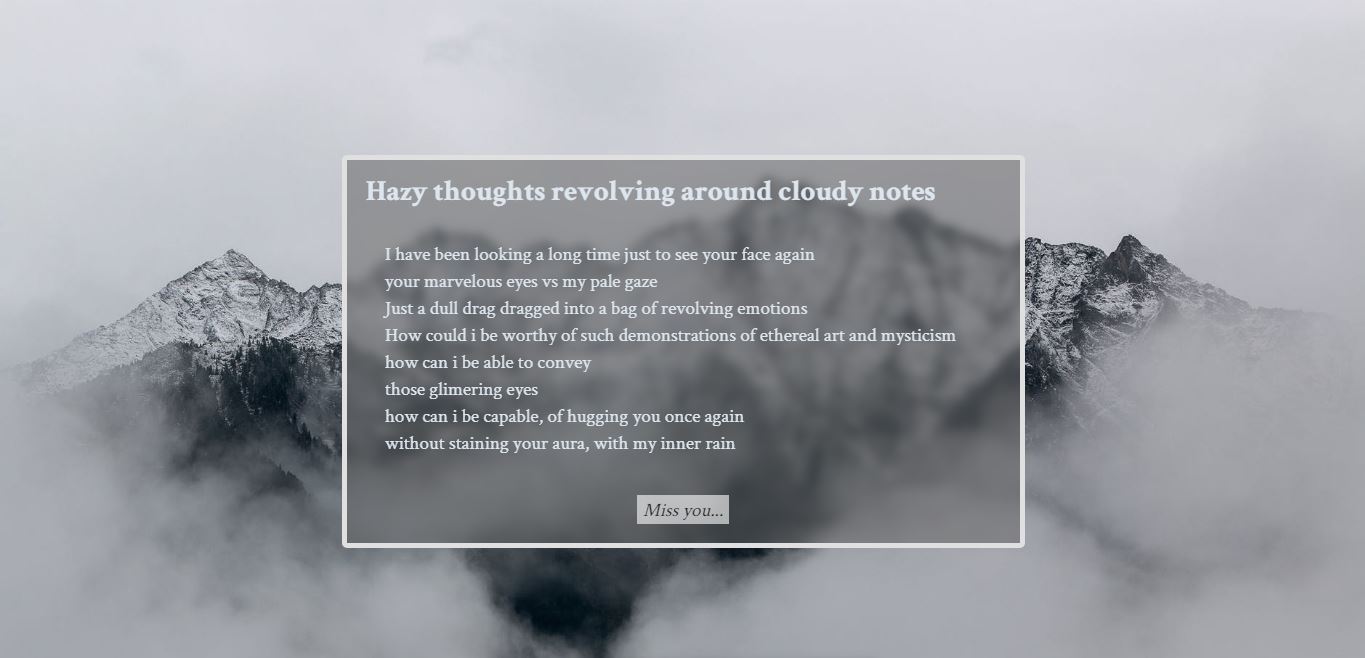 Hazy thoughts revolving around cloudy notes
I have been looking a long time just to see your face again
your marvelous eyes vs my pale gaze
Just a dull drag dragged into a bag of revolving emotions
How could i be worthy of such demonstrations of ethereal art and mysticism
how can i be able to convey
those glimering eyes
how can i be capable, of hugging you once again
without staining your aura, with my inner rain
Miss you...